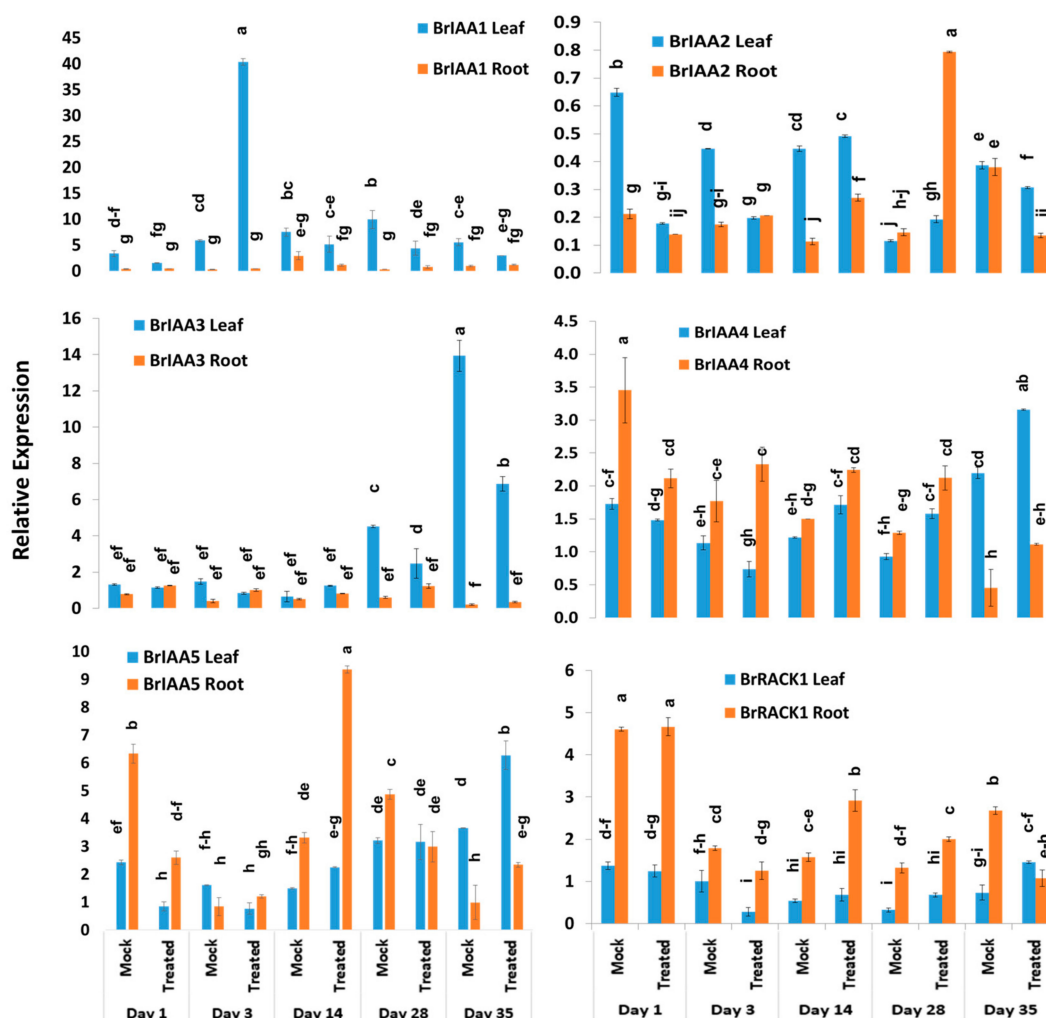 Relative Expression
BrIAA1 Leaf
BrIAA1 Root
45
40
35
30
25
20
15
10
5
0
d-f g fg g cd g a g bc e-g c-e fg b g de fg c-e fg e-g fg
BrIAA2 Leaf
BrIAA2 Root
0.9
0.8
0.7
0.6
0.5
0.4
0.3
0.2
0.1
0.0
b g g-i ij d g-i g g cd j c f j h-j gh a e e f ij
BrIAA3 Leaf
BrIAA3 Root
16
14
12
10
8
6
4
2
0
ef ef ef ef ef ef ef ef ef ef ef ef c ef d ef a f b ef
BrIAA4 Leaf
BrIAA4 Root
4.5
4.0
3.5
3.0
2.5
2.0
1.5
1.0
0.5
0.0
c-f a d-g cd e-h c-e gh c e-h d-g c-f cd f-h e-g c-f cd cd h ab e-h
BrIAA5 Leaf
BrIAA5 Root
10
9
8
7
6
5
4
3
2
1
0
ef b h d-f f-h h h gh f-h de e-g a de c de de d h f e-g
Mock Treated Mock Treated Mock Treated Mock Treated Mock Treated
Day 1 Day 3 Day 14 Day 28 Day 35
BrRACK1 Leaf
BrRACK1 Root
6
5
4
3
2
1
0
d-f a d-g a f-h cd i d-g hi c-e hi b i d-f hi c g-i b c-f e-h
Mock Treated Mock Treated Mock Treated Mock Treated Mock Treated
Day 1 Day 3 Day 14 Day 28 Day 35